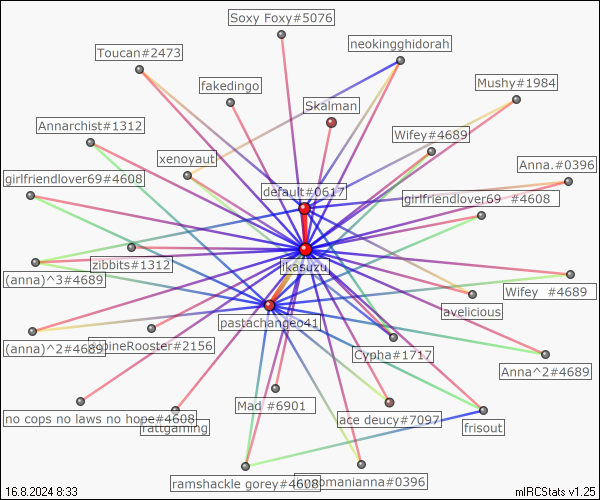 Soxy Foxy#5076
neokingghidorah
Toucan#2473
fakedingo
Mushy#1984
Skalman
Annarchist#1312
Wifey#4689
xenoyaut
Anna.#0396
girlfriendlover69#4608
default#0617
girlfriendlover69 #4608
zibbits#1312
ikasuzu
(anna)^3#4689
Wifey #4689
avelicious
pastachangeo41
(anna)^2#4689
pineRooster#2156
Cypha#1717
Anna^2#4689
no cops no laws no hope#4608
rattgaming
Mad #6901
ace deucy#7097
frisout
ramshackle gorey#4608
omanianna#0396
16.8.2024 8:33
mIRCStats v1.25